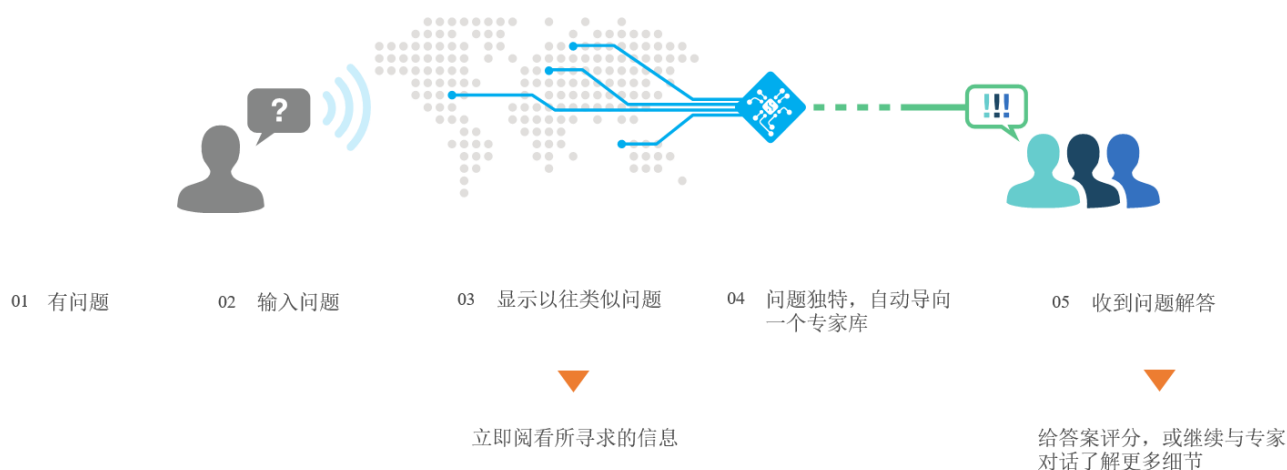 ?
!!!
01 有问题
02 输入问题
03 显示以往类似问题
04 问题独特，自动导向
一个专家库
05 收到问题解答
立即阅看所寻求的信息
给答案评分，或继续与专家
对话了解更多细节